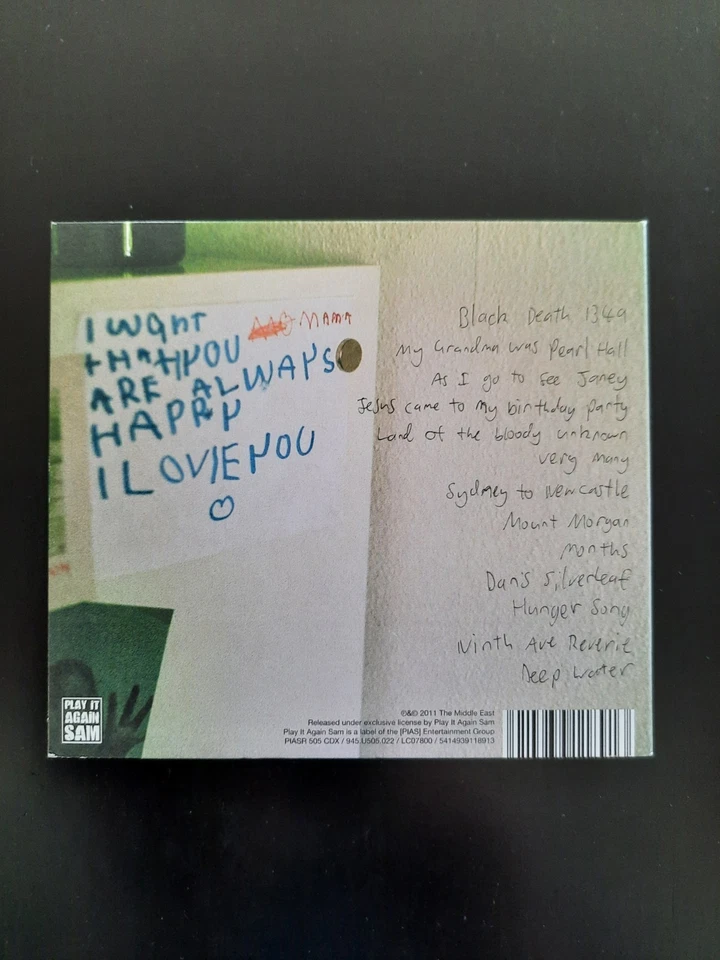 I WANT
MAMA
THAT YOU
ARE ALWAYS
HAPPY
I LOVE YOU
Black Death 1349
My Grandma was Pearl Hall
As I go to see Janey
Jesus came to my birthday party
Land of the bloody unknown
very many
Sydney to Newcastle
Mount Morgan
Months
Dan's Silverleaf
Hunger Song
Ninth Ave Reverie
Deep Water
PLAY IT
AGAIN
SAM
℗&© 2011 The Middle East
Released under exclusive license by Play It Again Sam
Play It Again Sam is a label of the [PIAS] Entertainment Group
PIASR 505 CDX / 945.U505.022 / LC07800 / 5414939118913